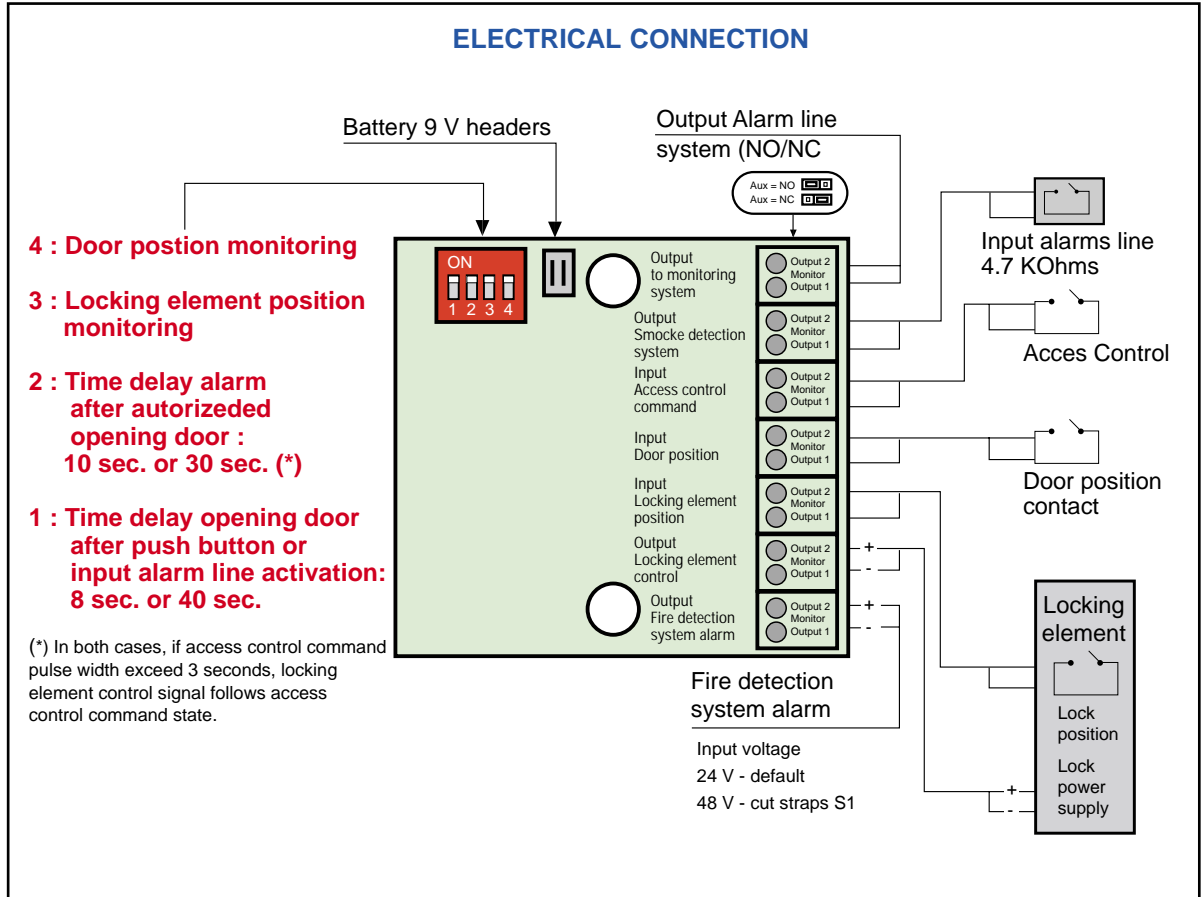 ELECTRICAL CONNECTION
Battery 9 V headers
Output Alarm line
system (NO/NC
Aux = NO
Aux = NC
4 : Door postion monitoring
3 : Locking element position
monitoring
2 : Time delay alarm
after autorizeded
opening door :
10 sec. or 30 sec. (*)
1 : Time delay opening door
after push button or
input alarm line activation:
8 sec. or 40 sec.
(*) In both cases, if access control command
pulse width exceed 3 seconds, locking
element control signal follows access
control command state.
ON
1 2 3 4
Output
to monitoring
system
Output 2
Monitor
Output 1
Output
Smocke detection
system
Output 2
Monitor
Output 1
Input
Access control
command
Output 2
Monitor
Output 1
Input
Door position
Output 2
Monitor
Output 1
Input
Locking element
position
Output 2
Monitor
Output 1
Output
Locking element
control
Output 2
Monitor
Output 1
+
-
Output
Fire detection
system alarm
Output 2
Monitor
Output 1
+
-
Input alarms line
4.7 KOhms
Acces Control
Door position
contact
Locking
element
Lock
position
Lock
power
supply
+
-
Fire detection
system alarm
Input voltage
24 V - default
48 V - cut straps S1